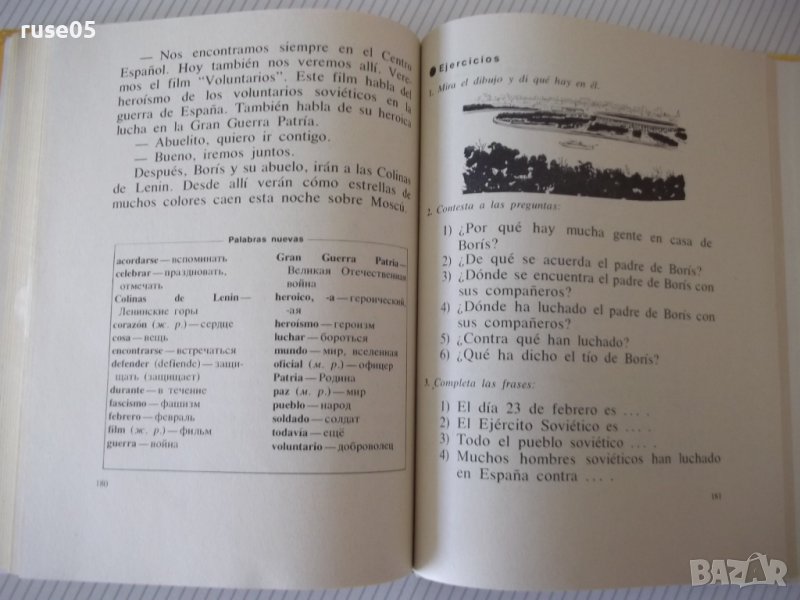 ruse05
— Nos encontramos siempre en el Centro
Español. Hoy también nos veremos allí. Vere-
mos el film “Voluntarios”. Este film habla del
heroísmo de los voluntarios soviéticos en la
guerra de España. También habla de su heroica
lucha en la Gran Guerra Patria.
— Abuelito, quiero ir contigo.
— Bueno, iremos juntos.
Después, Borís y su abuelo, irán a las Colinas
de Lenin. Desde allí verán cómo estrellas de
muchos colores caen esta noche sobre Moscú.
Palabras nuevas
acordarse — вспоминать
celebrar — праздновать,
отмечать
Colinas de Lenin —
Ленинские горы
corazón (ж. р.) — сердце
cosa — вещь
encontrarse — встречаться
defender (defiende) — защи-
щать (защищает)
durante — в течение
fascismo — фашизм
febrero — февраль
film (ж. р.) — фильм
guerra — война
Gran Guerra Patria —
Великая Отечественная
война
heroico, -a — героический,
-ая
heroísmo — героизм
luchar — бороться
mundo — мир, вселенная
oficial (м. р.) — офицер
Patria — Родина
paz (ж. р.) — мир
pueblo — народ
soldado — солдат
todavía — ещё
voluntario — доброволец
180
Ejercicios
1. Mira el dibujo y di qué hay en él.
2. Contesta a las preguntas:
1) ¿Por qué hay mucha gente en casa de
Borís?
2) ¿De qué se acuerda el padre de Borís?
3) ¿Dónde se encuentra el padre de Borís con
sus compañeros?
4) ¿Dónde ha luchado el padre de Borís con
sus compañeros?
5) ¿Contra qué han luchado?
6) ¿Qué ha dicho el tío de Borís?
3. Completa las frases:
1) El día 23 de febrero es ... .
2) El Ejército Soviético es ... .
3) Todo el pueblo soviético ... .
4) Muchos hombres soviéticos han luchado
en España contra ... .
181
BAZAR